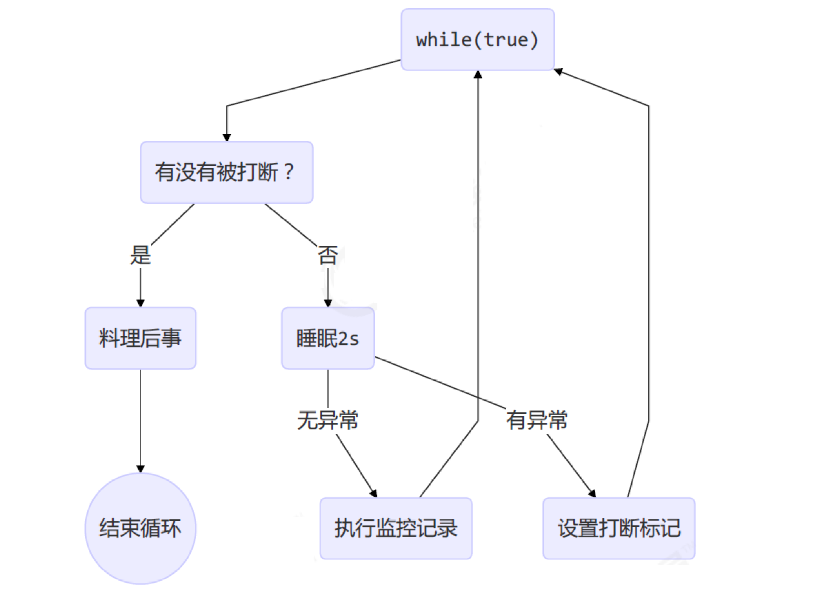 while(true)
有没有被打断？
是
否
料理后事
睡眠2s
无异常
有异常
结束循环
执行监控记录
设置打断标记